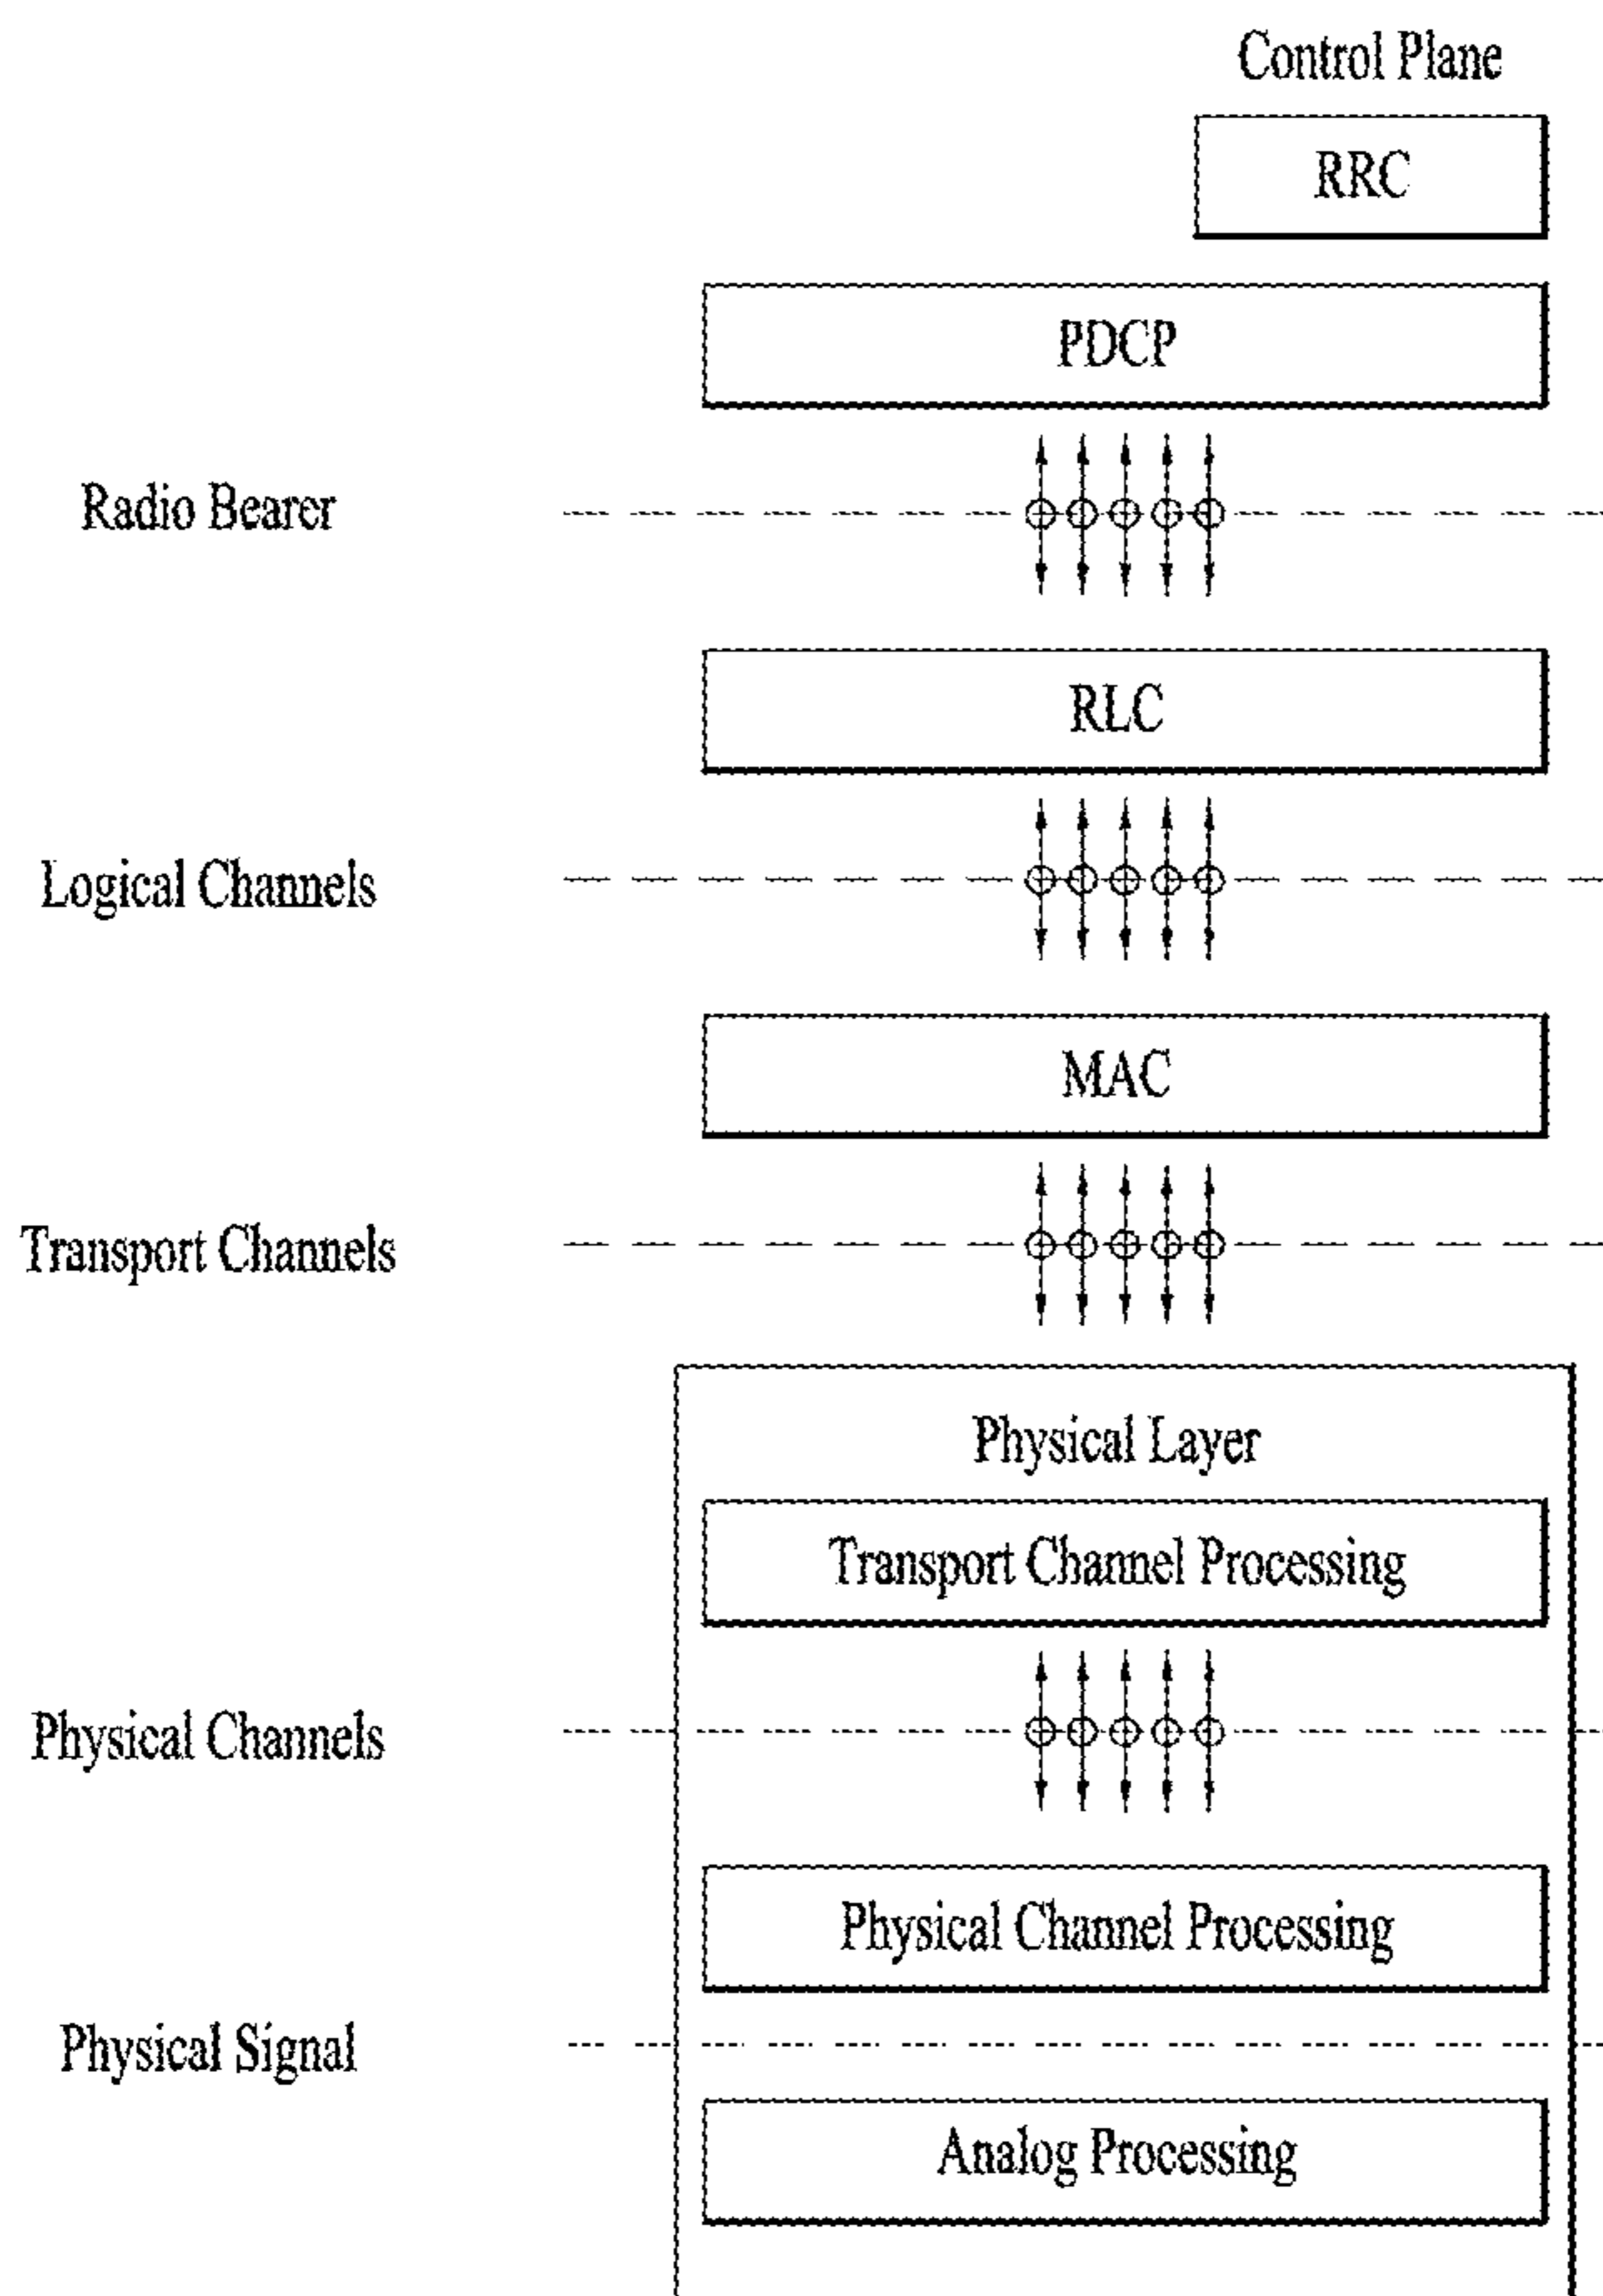 Control Plane
RRC
PDCP
Radio Bearer
RLC
Logical Channels
MAC
Transport Channels
Physical Layer
Transport Channel Processing
Physical Channels
Physical Channel Processing
Physical Signal
Analog Processing